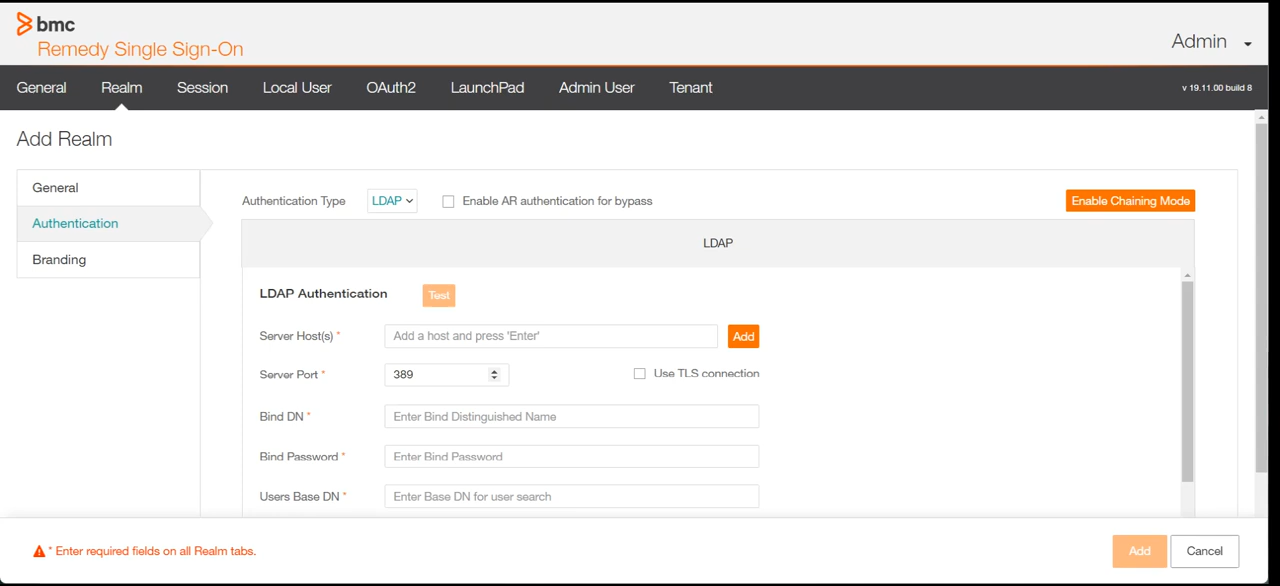 bmc
Remedy Single Sign-On
Admin
General Realm Session Local User OAuth2 LaunchPad Admin User Tenant v 19.11.00 build 8
Add Realm
General
Authentication
Branding
Authentication Type LDAP Enable AR authentication for bypass Enable Chaining Mode
LDAP
LDAP Authentication Test
Server Host(s) * Add a host and press 'Enter' Add
Server Port * 389 Use TLS connection
Bind DN * Enter Bind Distinguished Name
Bind Password * Enter Bind Password
Users Base DN * Enter Base DN for user search
* Enter required fields on all Realm tabs. Add Cancel